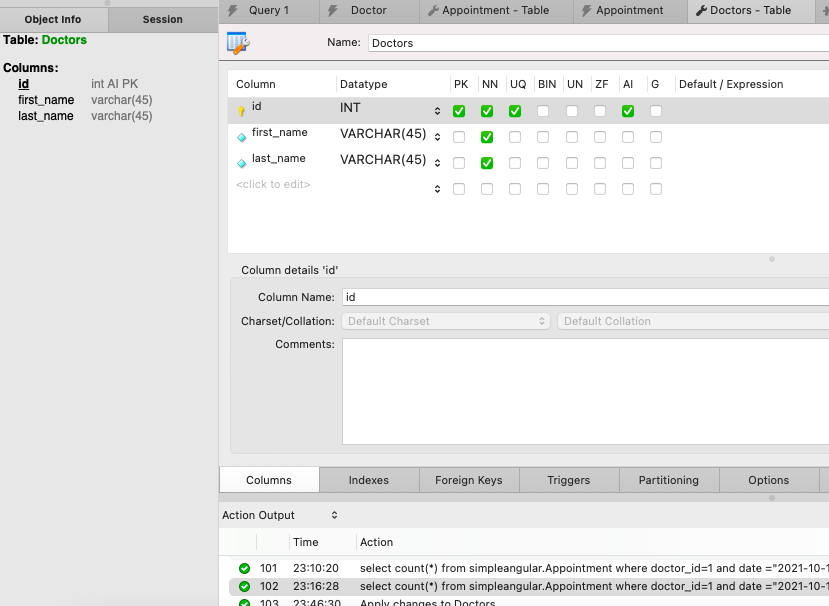 Object Info Session
Query 1 Doctor Appointment - Table Appointment Doctors - Table
Table: Doctors
Columns:
id int AI PK
first_name varchar(45)
last_name varchar(45)
Name: Doctors
Column Datatype PK NN UQ BIN UN ZF AI G Default / Expression
id INT
first_name VARCHAR(45)
last_name VARCHAR(45)
<click to edit>
Column details 'id'
Column Name: id
Charset/Collation: Default Charset Default Collation
Comments:
Columns Indexes Foreign Keys Triggers Partitioning Options
Action Output
Time Action
101 23:10:20 select count(*) from simpleangular.Appointment where doctor_id=1 and date ="2021-10-1
102 23:16:28 select count(*) from simpleangular.Appointment where doctor_id=1 and date ="2021-10-1
103 23:46:30 Apply changes to Doctors